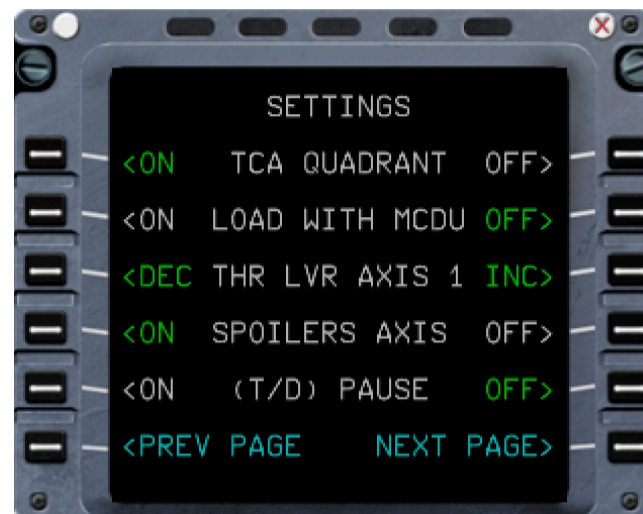 SETTINGS
<ON TCA QUADRANT OFF>
<ON LOAD WITH MCDU OFF>
<DEC THR LVR AXIS 1 INC>
<ON SPOILERS AXIS OFF>
<ON (T/D) PAUSE OFF>
<PREV PAGE NEXT PAGE>